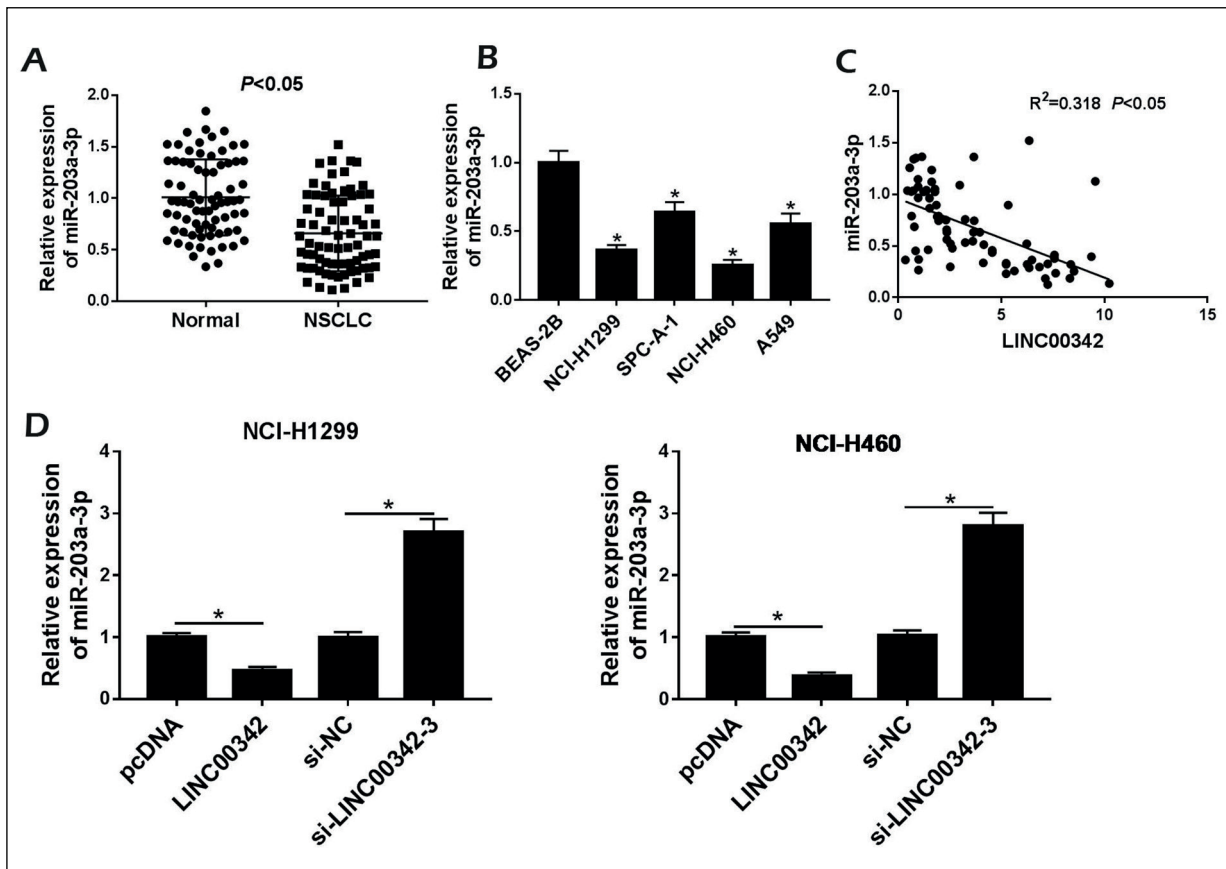 A
P<0.05
Relative expression
of miR-203a-3p
2.0
1.5
1.0
0.5
0.0
Normal NSCLC
B
Relative expression
of miR-203a-3p
1.5
1.0
0.5
0.0
* * * *
BEAS-2B
NCI-H1299
SPC-A-1
NCI-H460
A549
C
R²=0.318 P<0.05
miR-203a-3p
2.0
1.5
1.0
0.5
0.0
0 5 10 15
LINC00342
D
NCI-H1299
Relative expression
of miR-203a-3p
4
3
2
1
0
*
*
pcDNA
LINC00342
si-NC
si-LINC00342-3
NCI-H460
Relative expression
of miR-203a-3p
4
3
2
1
0
*
*
pcDNA
LINC00342
si-NC
si-LINC00342-3